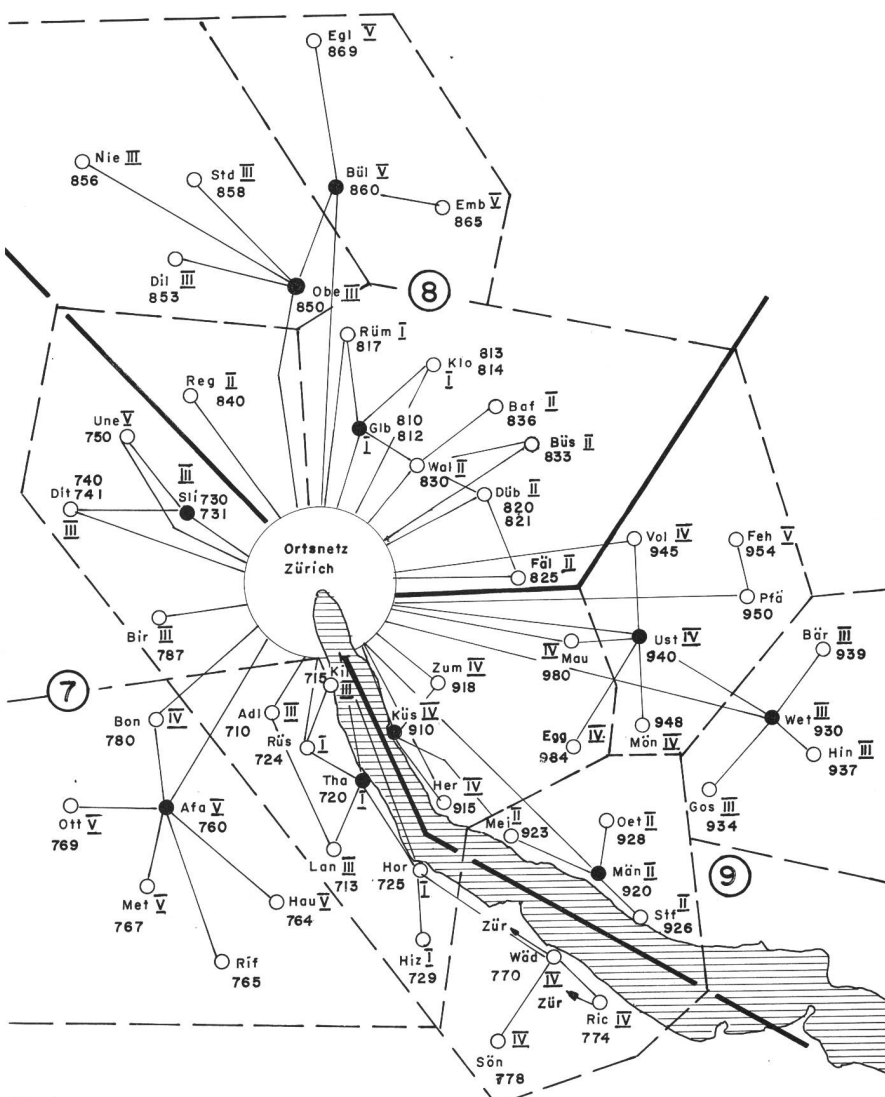 Egl V
869
Nie III
856
Std III
858
Bül V
860
Emb V
865
Dil III
853
Obe III
850
8
Rüm I
817
Klo 813
814
I
Reg II
840
Baf II
836
Une V
750
Glb 810
812
I
Büs II
833
Wal II
830
III
Sli 730
731
740
Dit 741
III
Düb II
820
821
Ortsnetz
Zürich
Vol IV
945
Feh V
954
Fäl II
825
Pfä
950
Bir III
787
IV
Mau
980
Ust IV
940
Bär III
939
7
Kil
715
III
Zum IV
918
Bon IV
780
Adl III
710
Rüs I
724
Küs IV
910
Egg IV
984
948
Mön IV
Wet III
930
Hin III
937
Tha
720
I
Her IV
915
Gos III
934
Ott V
769
Afa V
760
Mei II
923
Oet II
928
Lan III
713
Hor
725
I
Män II
920
9
Met V
767
Hau V
764
Stf II
926
Rif
765
Hiz I
729
Zür
Wäd
770
IV
Zür
Ric IV
774
Sön IV
778